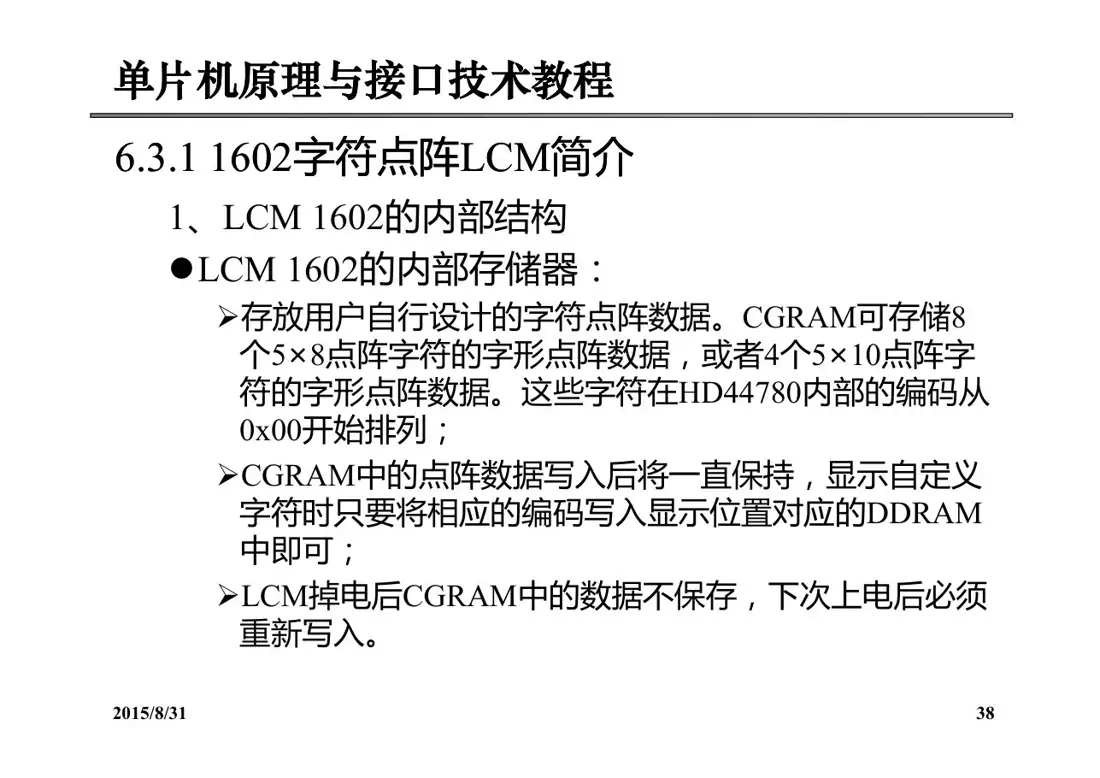 单片机原理与接口技术教程
6.3.1 1602字符点阵LCM简介
1、LCM 1602的内部结构
●LCM 1602的内部存储器：
➢存放用户自行设计的字符点阵数据。CGRAM可存储8
个5×8点阵字符的字形点阵数据，或者4个5×10点阵字
符的字形点阵数据。这些字符在HD44780内部的编码从
0x00开始排列；
➢CGRAM中的点阵数据写入后将一直保持，显示自定义
字符时只要将相应的编码写入显示位置对应的DDRAM
中即可；
➢LCM掉电后CGRAM中的数据不保存，下次上电后必须
重新写入。
2015/8/31
38